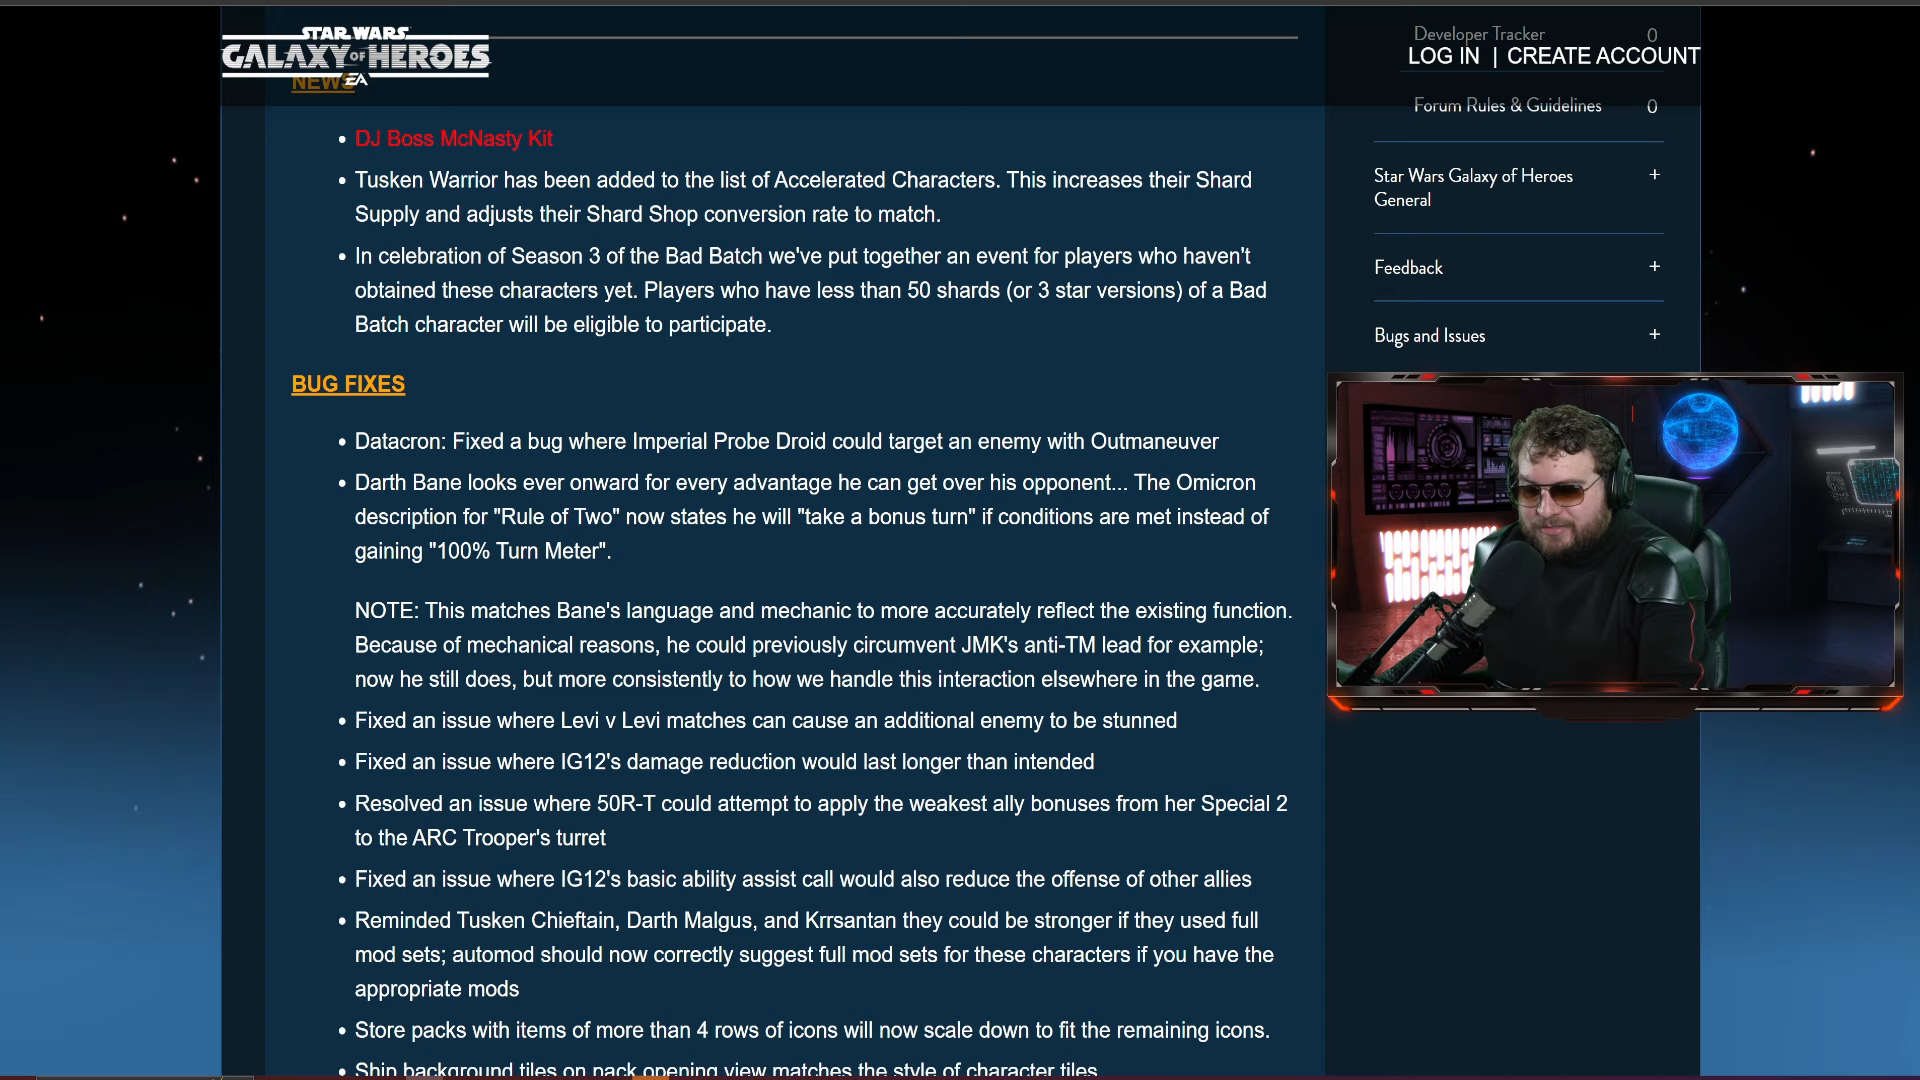 STAR WARS
GALAXY OF HEROES
EA
NEWS
Developer Tracker 0
LOG IN | CREATE ACCOUNT
Forum Rules & Guidelines 0
• DJ Boss McNasty Kit
• Tusken Warrior has been added to the list of Accelerated Characters. This increases their Shard
Supply and adjusts their Shard Shop conversion rate to match.
• In celebration of Season 3 of the Bad Batch we've put together an event for players who haven't
obtained these characters yet. Players who have less than 50 shards (or 3 star versions) of a Bad
Batch character will be eligible to participate.
Star Wars Galaxy of Heroes +
General
Feedback +
Bugs and Issues +
BUG FIXES
• Datacron: Fixed a bug where Imperial Probe Droid could target an enemy with Outmaneuver
• Darth Bane looks ever onward for every advantage he can get over his opponent... The Omicron
description for "Rule of Two" now states he will "take a bonus turn" if conditions are met instead of
gaining "100% Turn Meter".
NOTE: This matches Bane's language and mechanic to more accurately reflect the existing function.
Because of mechanical reasons, he could previously circumvent JMK's anti-TM lead for example;
now he still does, but more consistently to how we handle this interaction elsewhere in the game.
• Fixed an issue where Levi v Levi matches can cause an additional enemy to be stunned
• Fixed an issue where IG12's damage reduction would last longer than intended
• Resolved an issue where 50R-T could attempt to apply the weakest ally bonuses from her Special 2
to the ARC Trooper's turret
• Fixed an issue where IG12's basic ability assist call would also reduce the offense of other allies
• Reminded Tusken Chieftain, Darth Malgus, and Krrsantan they could be stronger if they used full
mod sets; automod should now correctly suggest full mod sets for these characters if you have the
appropriate mods
• Store packs with items of more than 4 rows of icons will now scale down to fit the remaining icons.
• Ship background tiles on pack opening view matches the style of character tiles